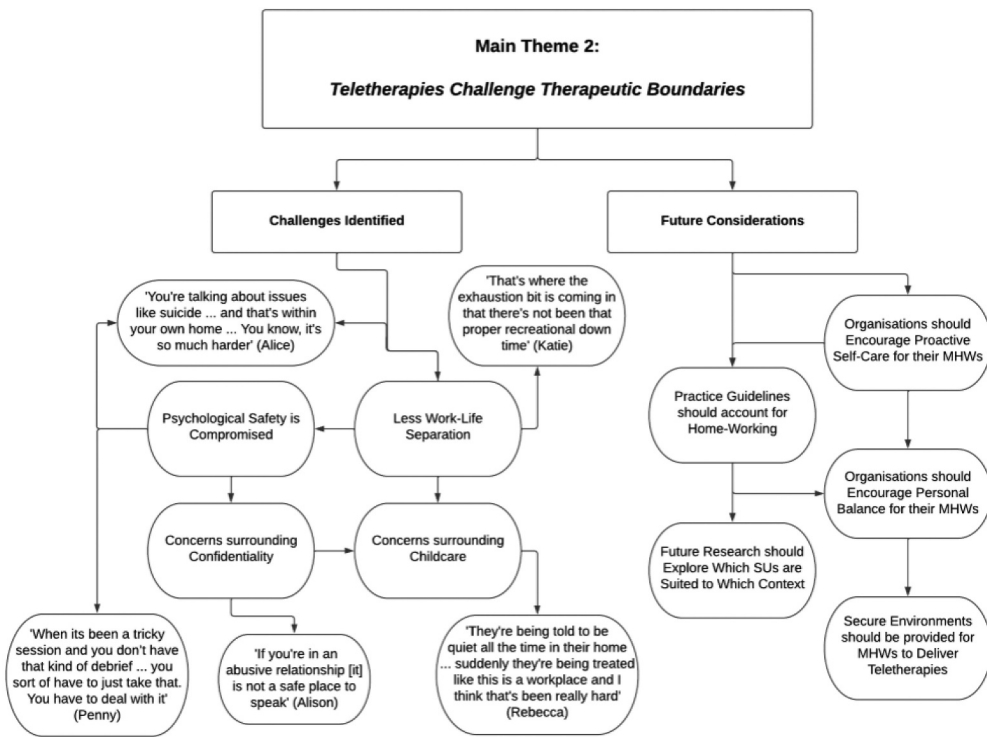 Main Theme 2:
Teletherapies Challenge Therapeutic Boundaries
Challenges Identified
Future Considerations
'You're talking about issues
like suicide ... and that's within
your own home ... You know, it's
so much harder' (Alice)
'That's where the
exhaustion bit is coming in
that there's not been that
proper recreational down
time' (Katie)
Organisations should
Encourage Proactive
Self-Care for their MHWs
Psychological Safety is
Compromised
Less Work-Life
Separation
Practice Guidelines
should account for
Home-Working
Organisations should
Encourage Personal
Balance for their MHWs
Concerns surrounding
Confidentiality
Concerns surrounding
Childcare
Future Research should
Explore Which SUs are
Suited to Which Context
'When its been a tricky
session and you don't have
that kind of debrief ... you
sort of have to just take that.
You have to deal with it'
(Penny)
'If you're in an
abusive relationship [it]
is not a safe place to
speak' (Alison)
'They're being told to be
quiet all the time in their home
... suddenly they're being treated
like this is a workplace and I
think that's been really hard'
(Rebecca)
Secure Environments
should be provided for
MHWs to Deliver
Teletherapies